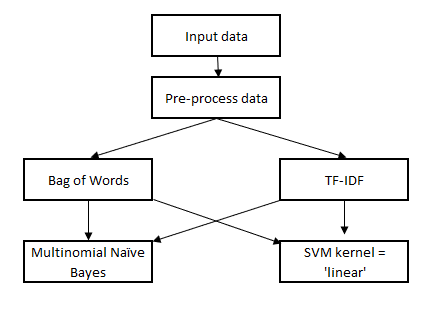 Input data
Pre-process data
Bag of Words
TF-IDF
Multinomial Naïve
Bayes
SVM kernel =
'linear'